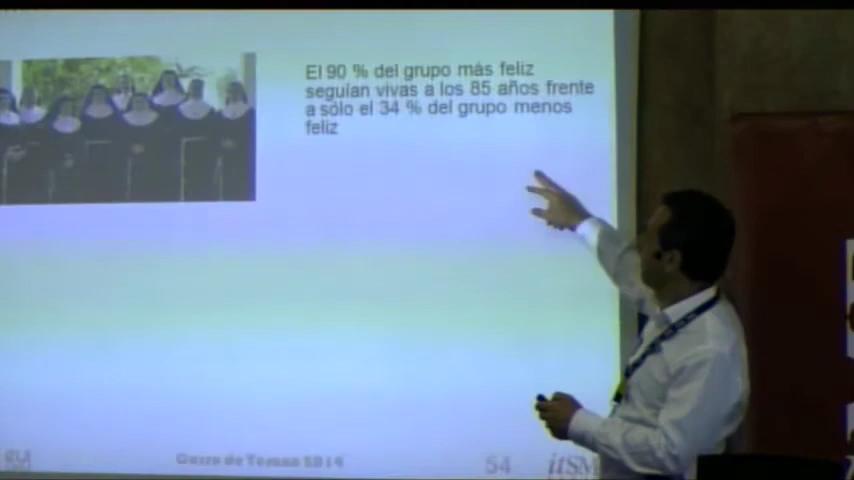 El 90 % del grupo más feliz
seguían vivas a los 85 años frente
a sólo el 34 % del grupo menos
feliz
54
itSM